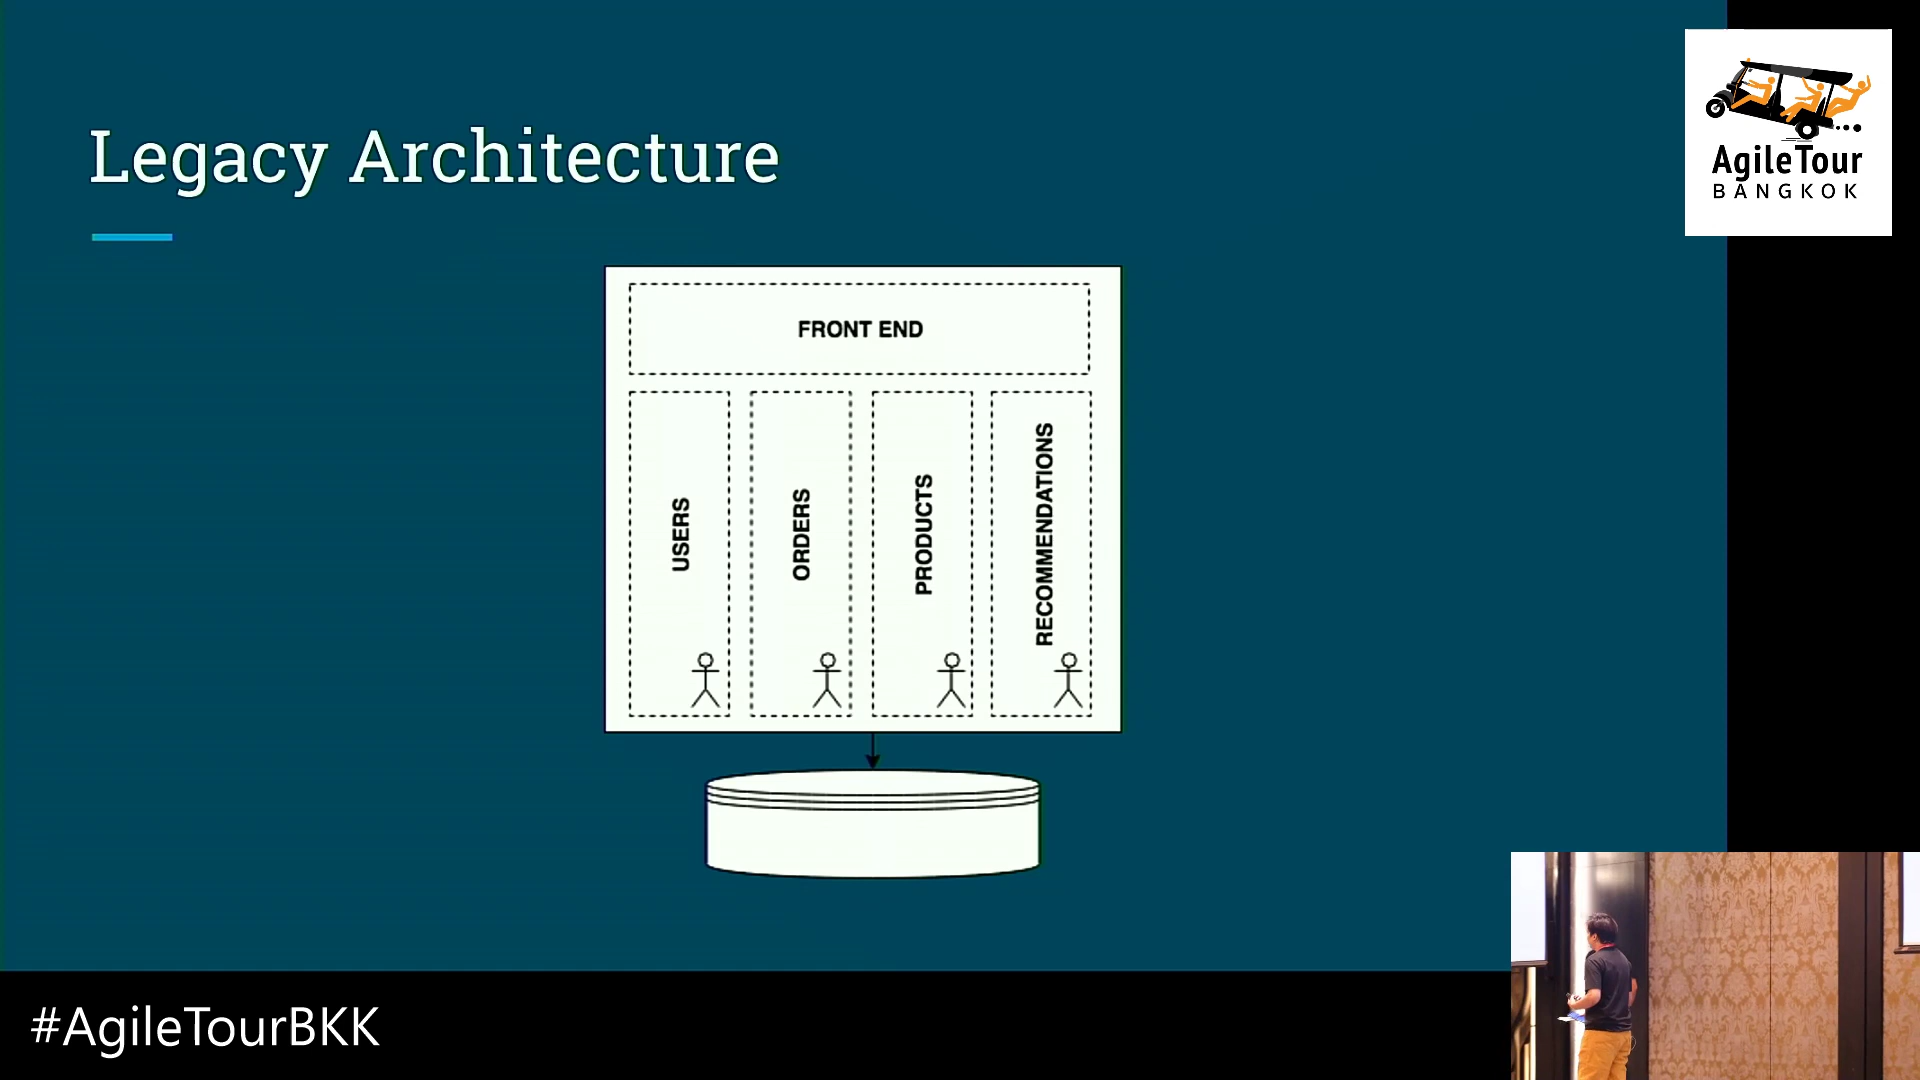 Legacy Architecture
AgileTour
BANGKOK
FRONT END
USERS
ORDERS
PRODUCTS
RECOMMENDATIONS
#AgileTourBKK